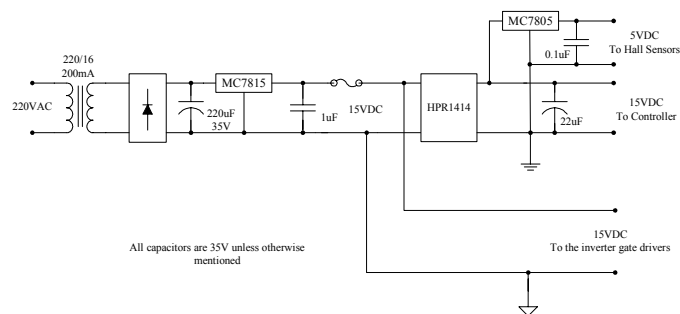 220/16
200mA
220VAC
MC7815
220uF
35V
1uF
15VDC
HPR1414
MC7805
0.1uF
5VDC
To Hall Sensors
22uF
15VDC
To Controller
15VDC
To the inverter gate drivers
All capacitors are 35V unless otherwise
mentioned